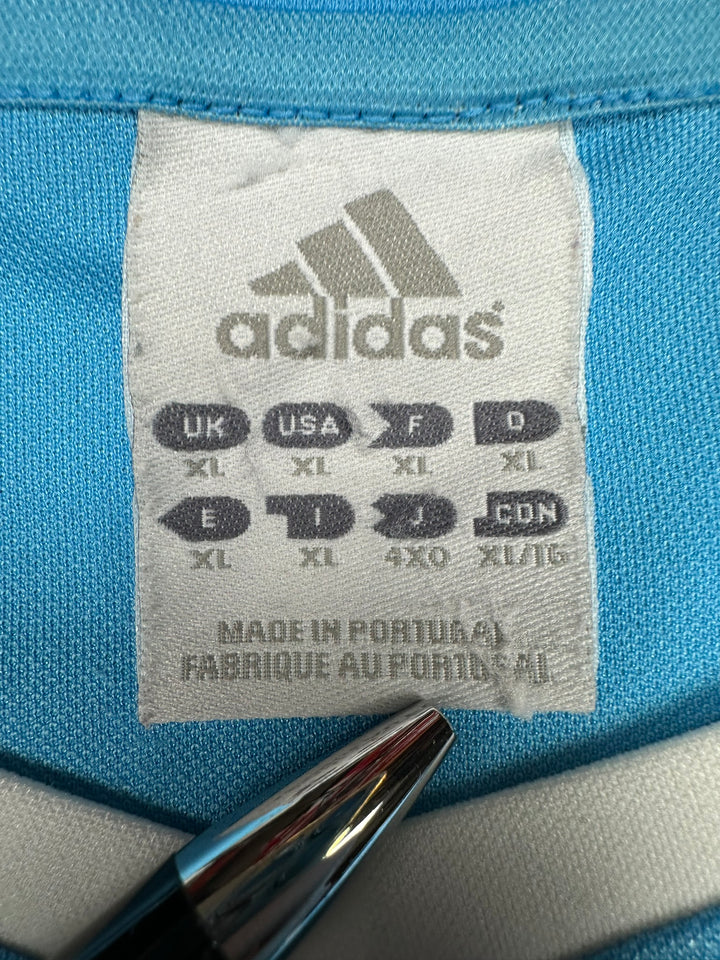 adidas®
UK USA F D
XL XL XL XL
E I J CDN
XL XL 4XO XL/TG
MADE IN PORTUGAL
FABRIQUE AU PORTUGAL